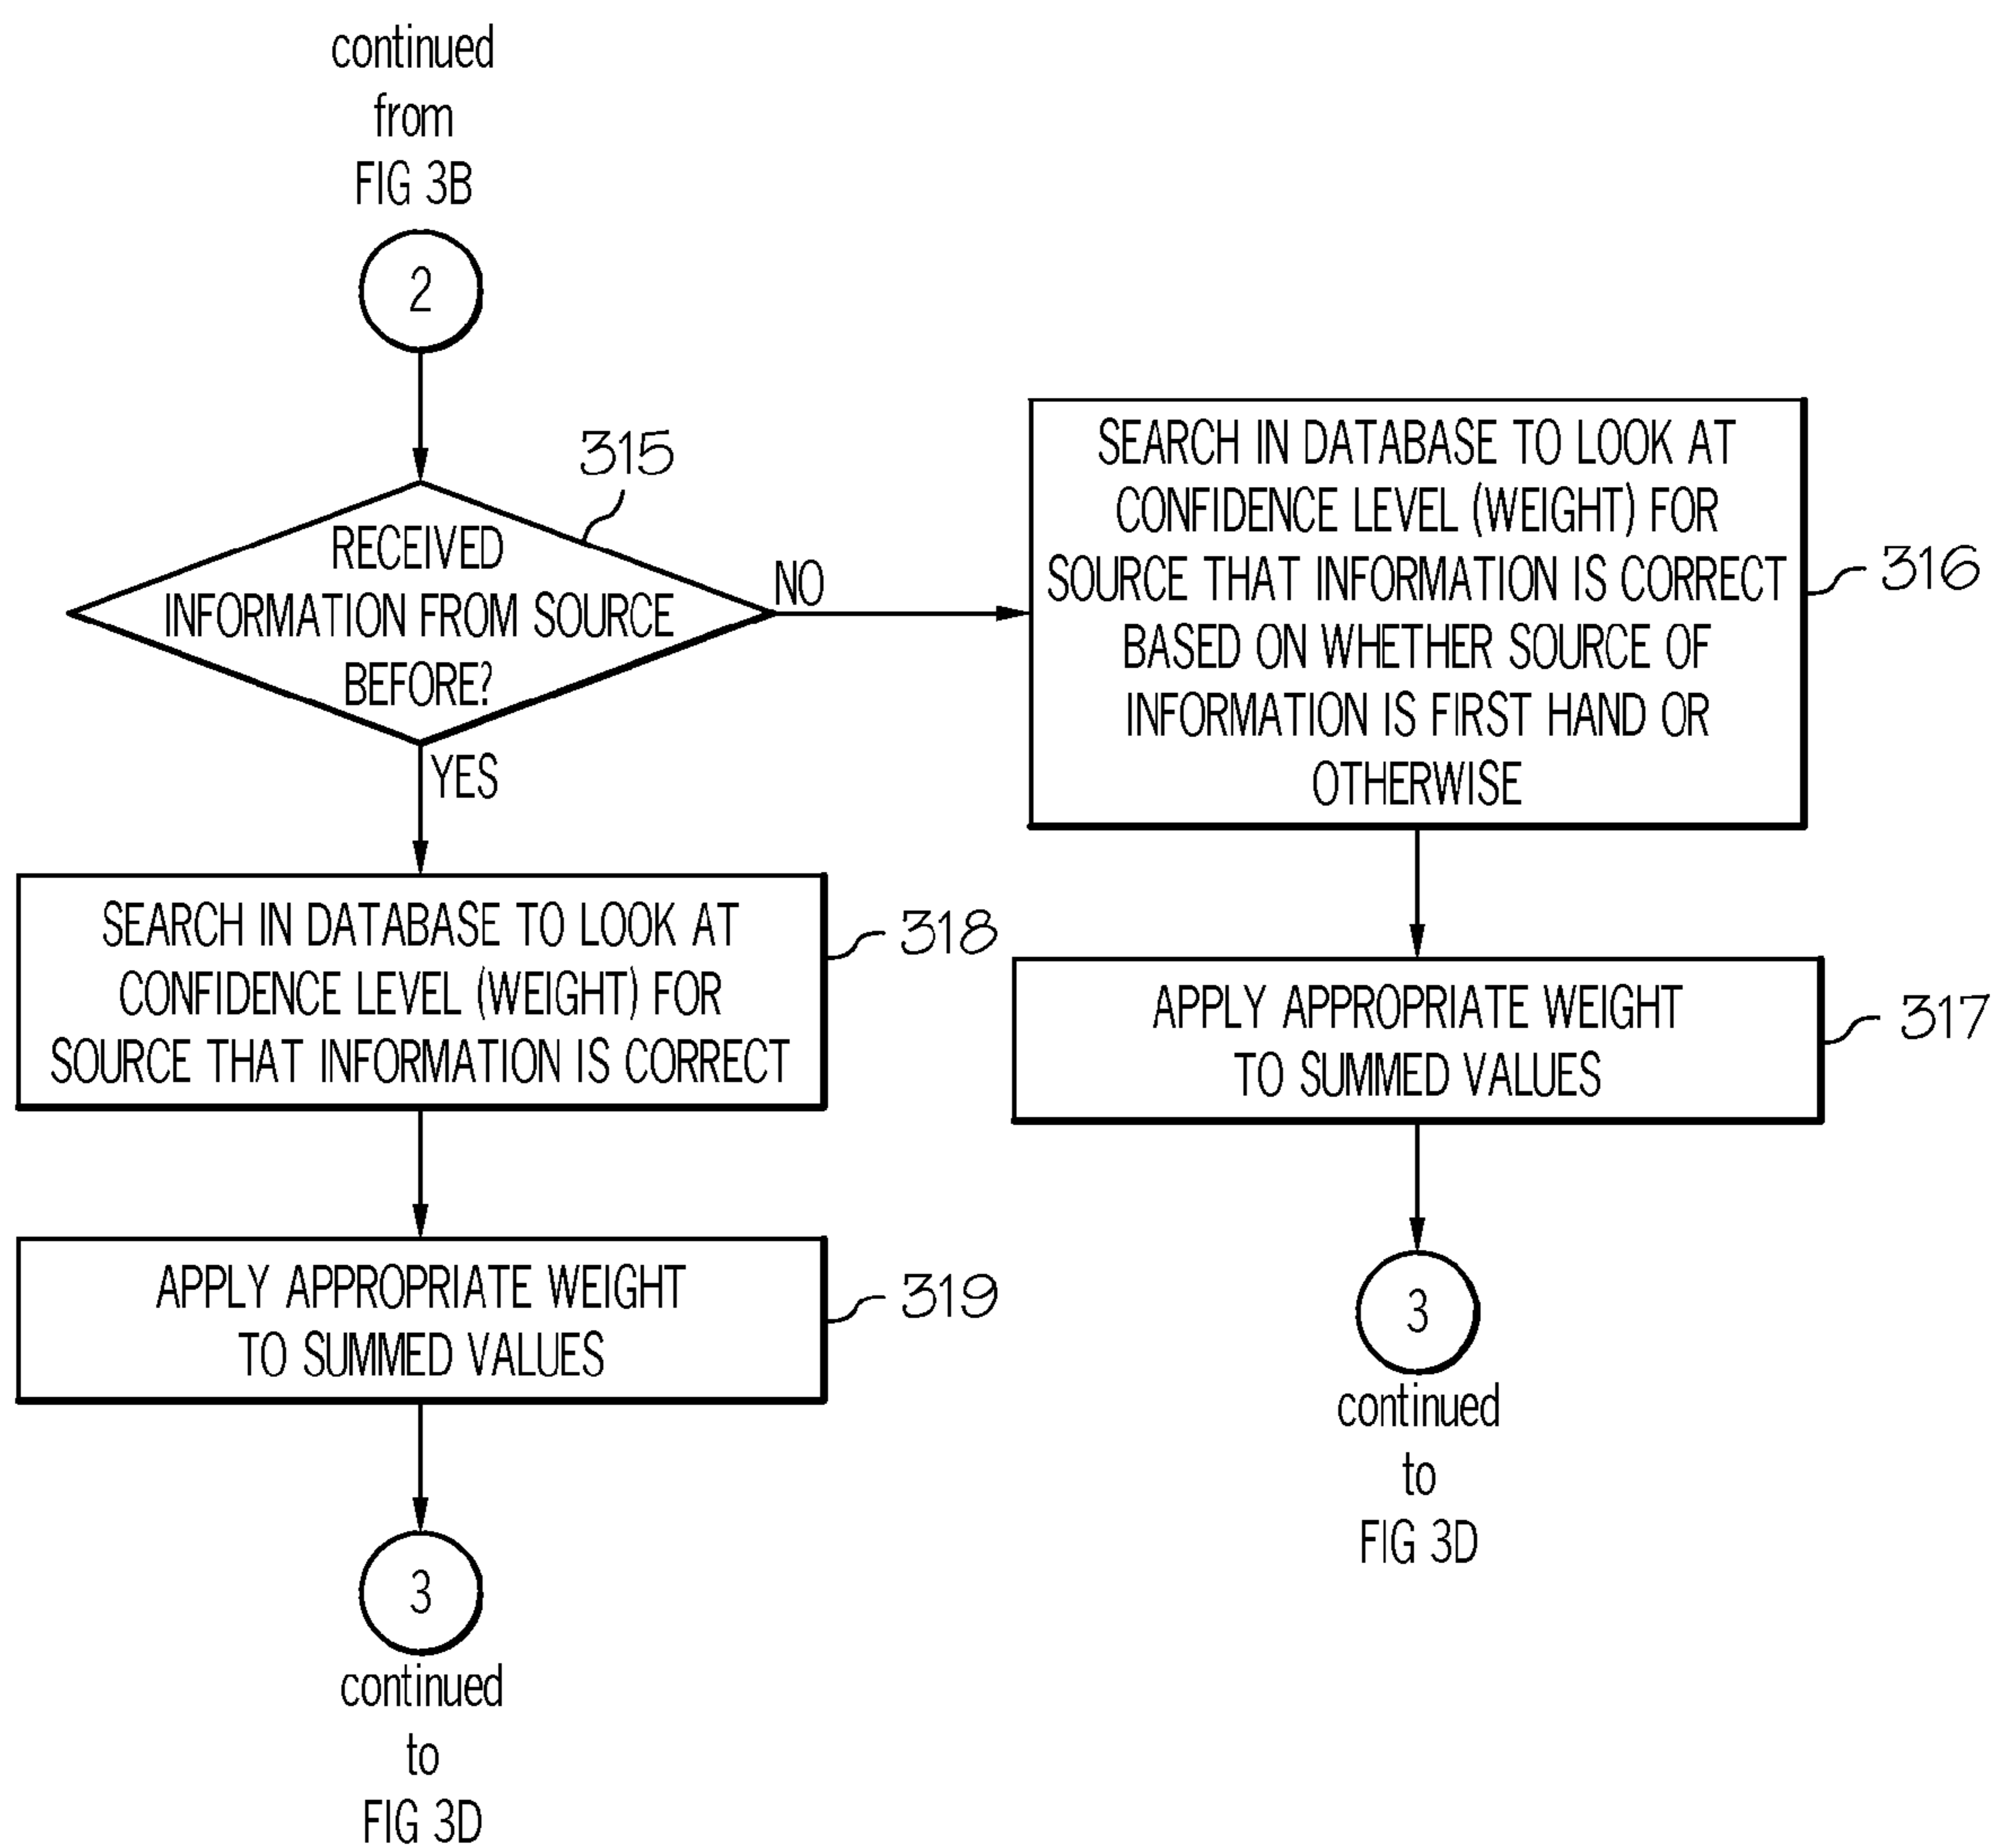 continued
from
FIG 3B
2
315
RECEIVED
INFORMATION FROM SOURCE
BEFORE?
NO
YES
SEARCH IN DATABASE TO LOOK AT
CONFIDENCE LEVEL (WEIGHT) FOR
SOURCE THAT INFORMATION IS CORRECT
BASED ON WHETHER SOURCE OF
INFORMATION IS FIRST HAND OR
OTHERWISE
316
APPLY APPROPRIATE WEIGHT
TO SUMMED VALUES
317
3
continued
to
FIG 3D
SEARCH IN DATABASE TO LOOK AT
CONFIDENCE LEVEL (WEIGHT) FOR
SOURCE THAT INFORMATION IS CORRECT
318
APPLY APPROPRIATE WEIGHT
TO SUMMED VALUES
319
3
continued
to
FIG 3D